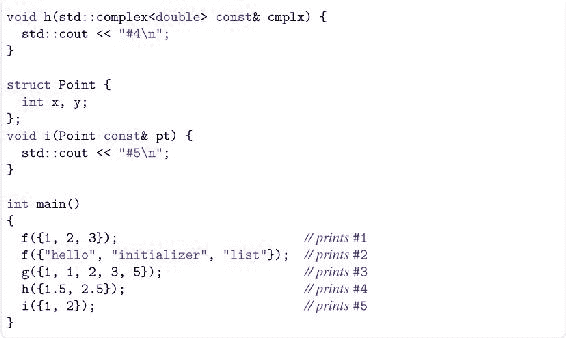 void h(std::complex<double> const& cmplx) {
  std::cout << "#4\n";
}

struct Point {
  int x, y;
};
void i(Point const& pt) {
  std::cout << "#5\n";
}

int main()
{
  f({1, 2, 3}); // prints #1
  f({"hello", "initializer", "list"}); // prints #2
  g({1, 1, 2, 3, 5}); // prints #3
  h({1.5, 2.5}); // prints #4
  i({1, 2}); // prints #5
}